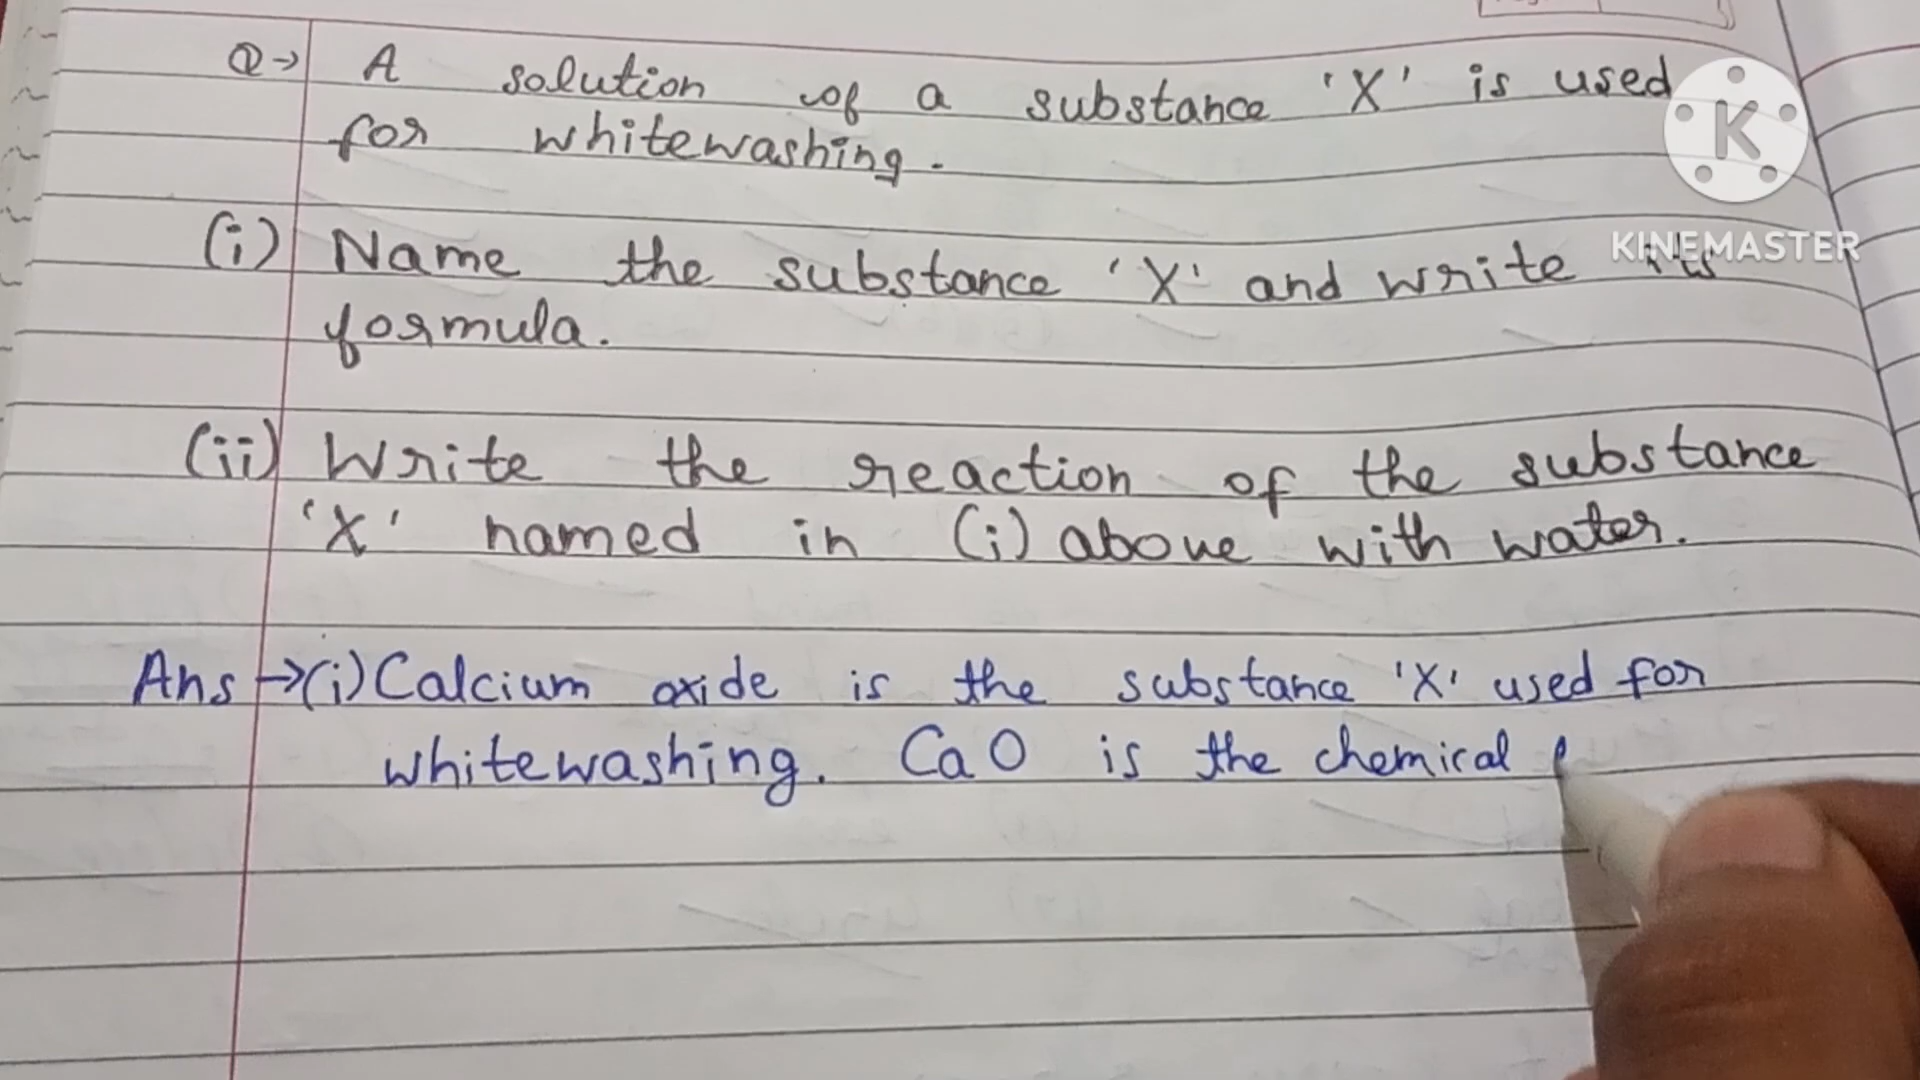 Q→ A solution of a substance 'X' is used
for whitewashing.
(i) Name the substance 'X' and write its
formula.
(ii) Write the reaction of the substance
'X' named in (i) above with water.
Ans →(i) Calcium oxide is the substance 'X' used for
whitewashing. CaO is the chemical
K
KINEMASTER